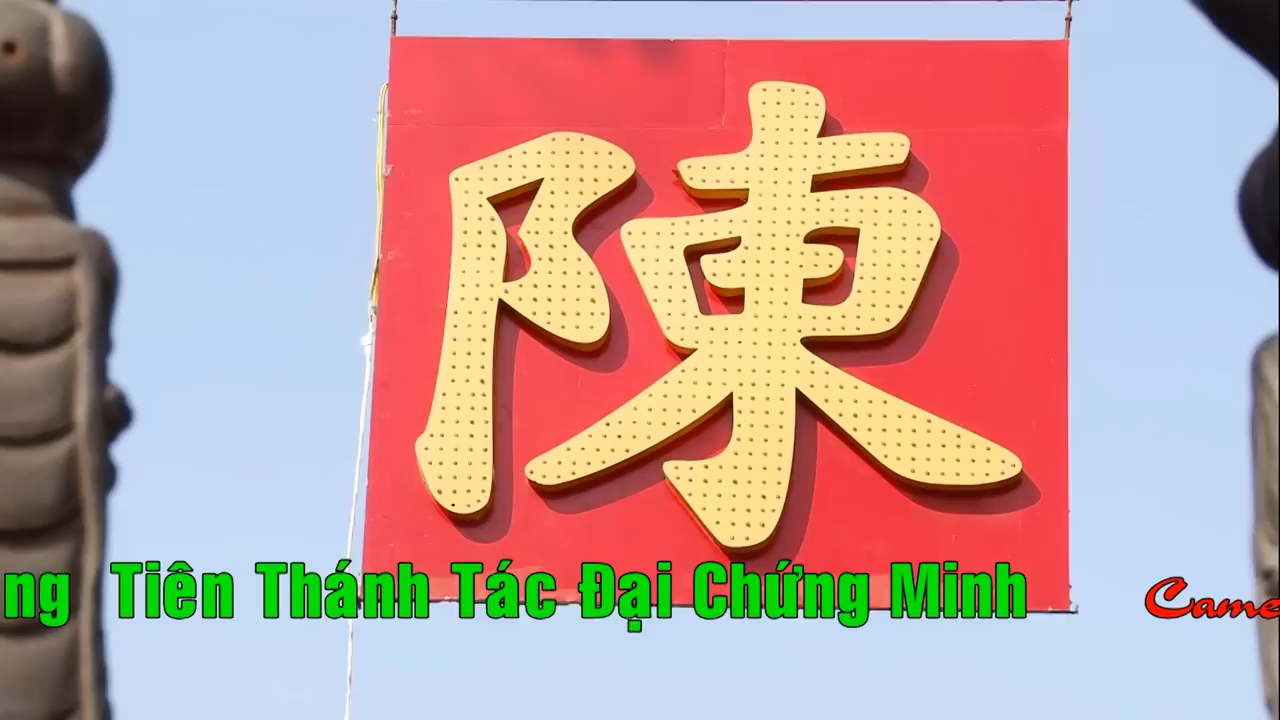 陳
ng Tiên Thánh Tác Đại Chứng Minh Came